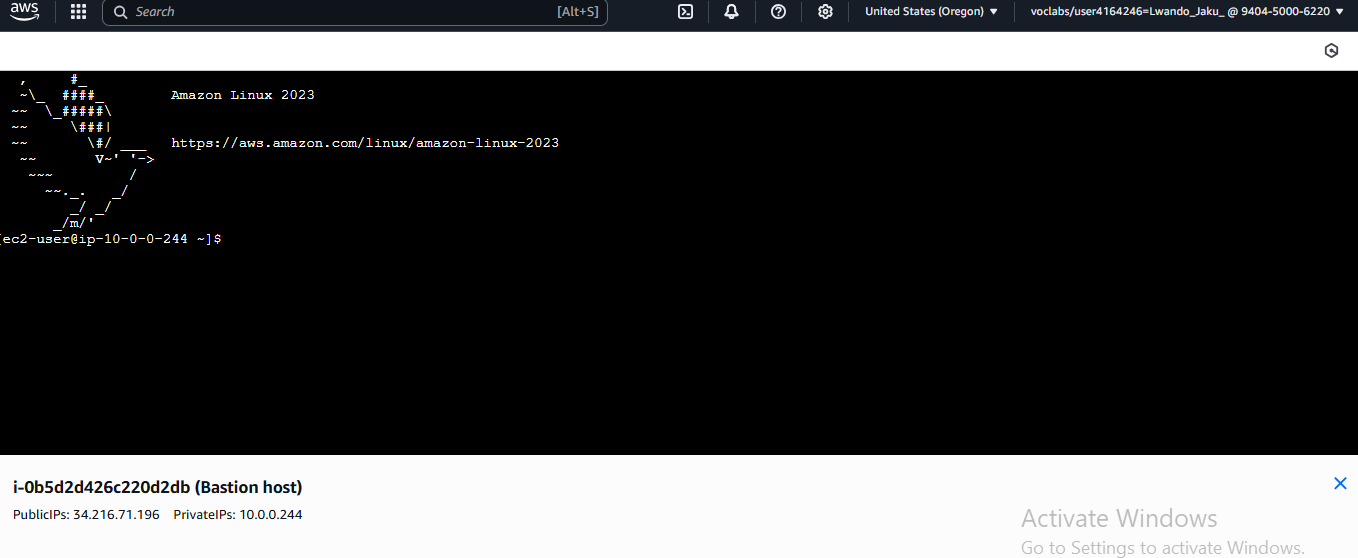 aws
Search [Alt+S]
United States (Oregon)
voclabs/user4164246=Lwando_Jaku_ @ 9404-5000-6220
   ,     #_
   ~\_  ####_        Amazon Linux 2023
  ~~  \_#####\
  ~~     \###|
  ~~       \#/ ___   https://aws.amazon.com/linux/amazon-linux-2023
   ~~       V~' '->
    ~~~         /
      ~~._.   _/
         _/ _/
       _/m/'
[ec2-user@ip-10-0-0-244 ~]$
i-0b5d2d426c220d2db (Bastion host)
PublicIPs: 34.216.71.196 PrivateIPs: 10.0.0.244
Activate Windows
Go to Settings to activate Windows.